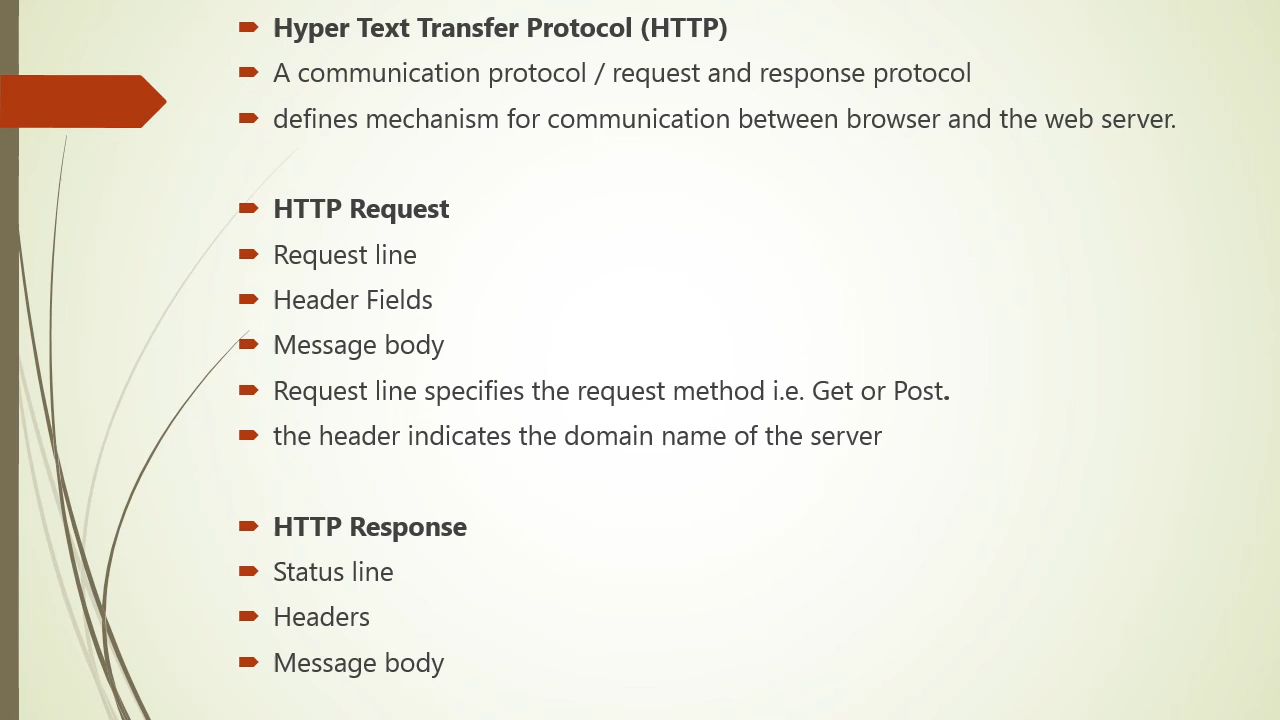 Hyper Text Transfer Protocol (HTTP)
A communication protocol / request and response protocol
defines mechanism for communication between browser and the web server.
HTTP Request
Request line
Header Fields
Message body
Request line specifies the request method i.e. Get or Post.
the header indicates the domain name of the server
HTTP Response
Status line
Headers
Message body